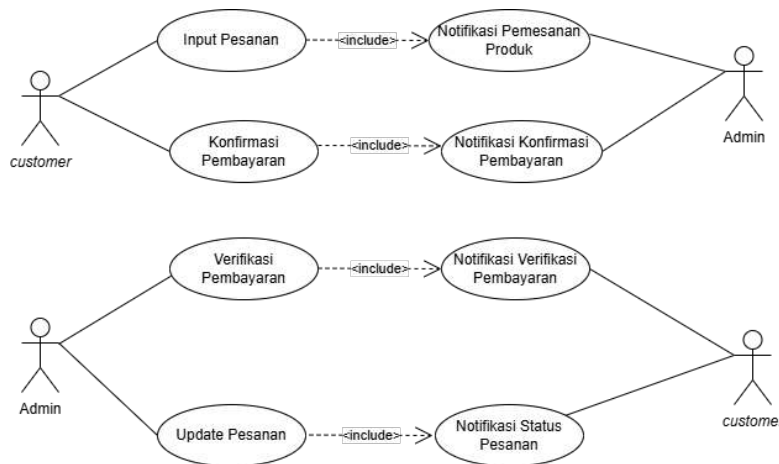 Input Pesanan
<include>
Notifikasi Pemesanan
Produk
customer
Admin
Konfirmasi
Pembayaran
<include>
Notifikasi Konfirmasi
Pembayaran
Verifikasi
Pembayaran
<include>
Notifikasi Verifikasi
Pembayaran
Admin
custome
Update Pesanan
<include>
Notifikasi Status
Pesanan